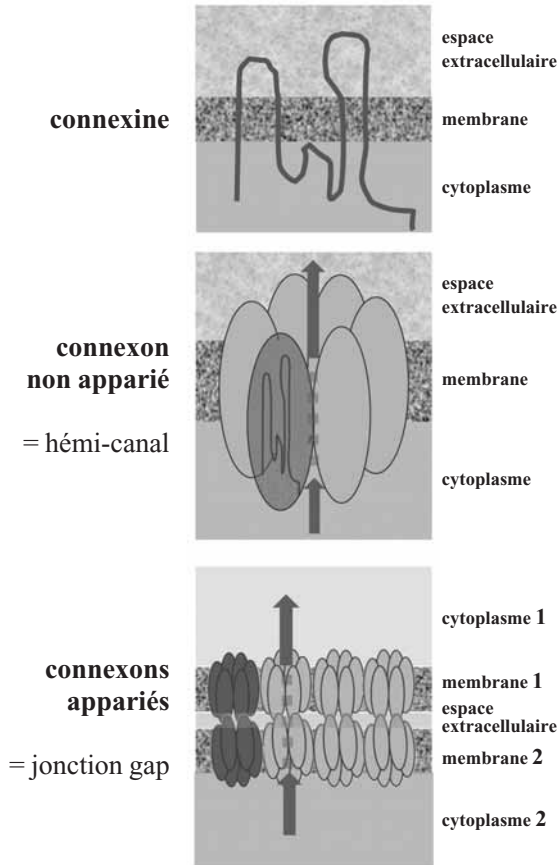 espace
extracellulaire
connexine
membrane
cytoplasme
espace
extracellulaire
connexon
non apparié
membrane
= hémi-canal
cytoplasme
cytoplasme 1
connexons
appariés
membrane 1
espace
extracellulaire
= jonction gap
membrane 2
cytoplasme 2